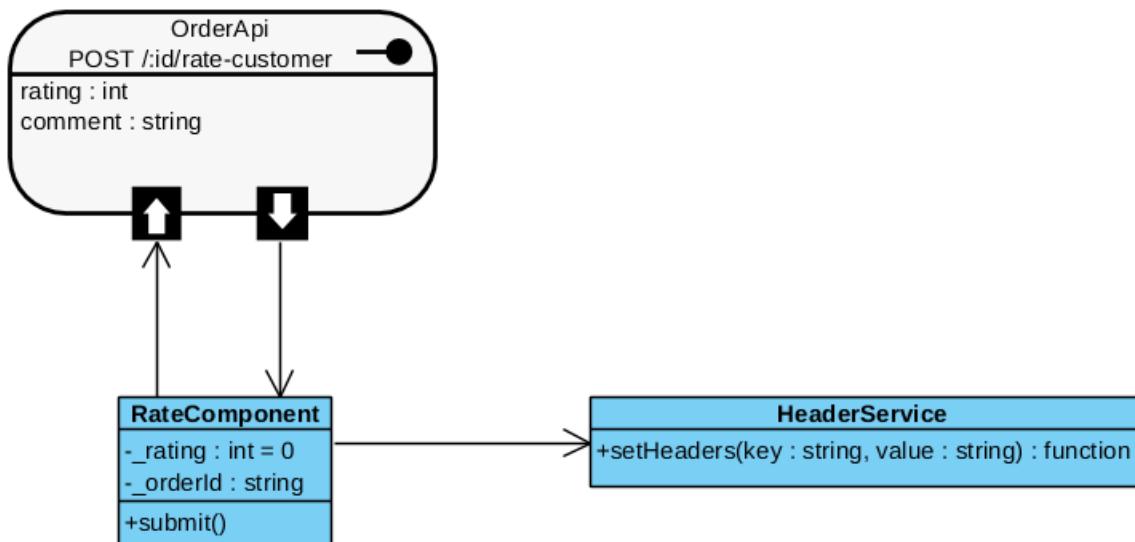 OrderApi
POST /:id/rate-customer
rating : int
comment : string
RateComponent
-_rating : int = 0
-_orderId : string
+submit()
HeaderService
+setHeaders(key : string, value : string) : function